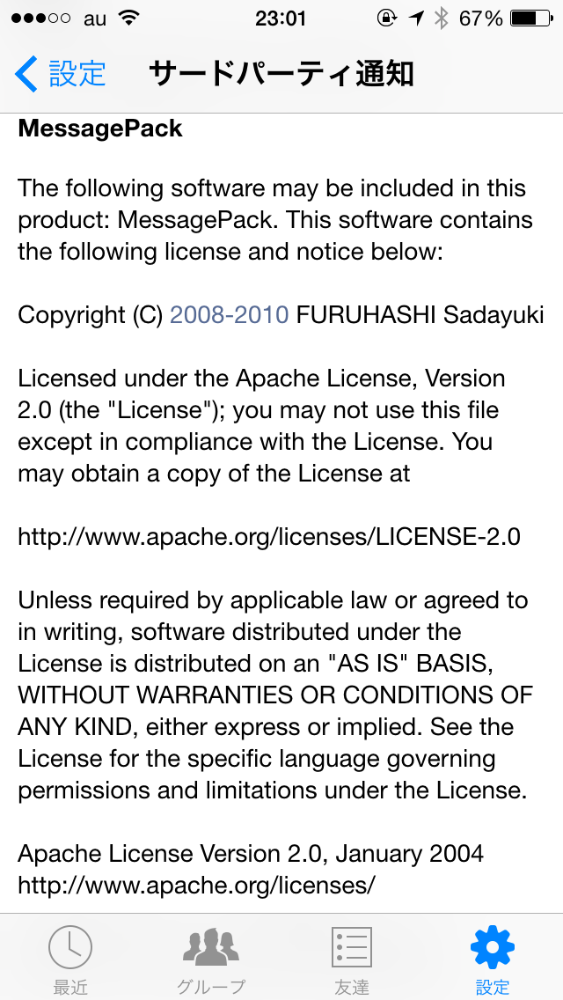 au 23:01 67%
設定 サードパーティ通知
MessagePack
The following software may be included in this
product: MessagePack. This software contains
the following license and notice below:
Copyright (C) 2008-2010 FURUHASHI Sadayuki
Licensed under the Apache License, Version
2.0 (the "License"); you may not use this file
except in compliance with the License. You
may obtain a copy of the License at
http://www.apache.org/licenses/LICENSE-2.0
Unless required by applicable law or agreed to
in writing, software distributed under the
License is distributed on an "AS IS" BASIS,
WITHOUT WARRANTIES OR CONDITIONS OF
ANY KIND, either express or implied. See the
License for the specific language governing
permissions and limitations under the License.
Apache License Version 2.0, January 2004
http://www.apache.org/licenses/
最近 グループ 友達 設定